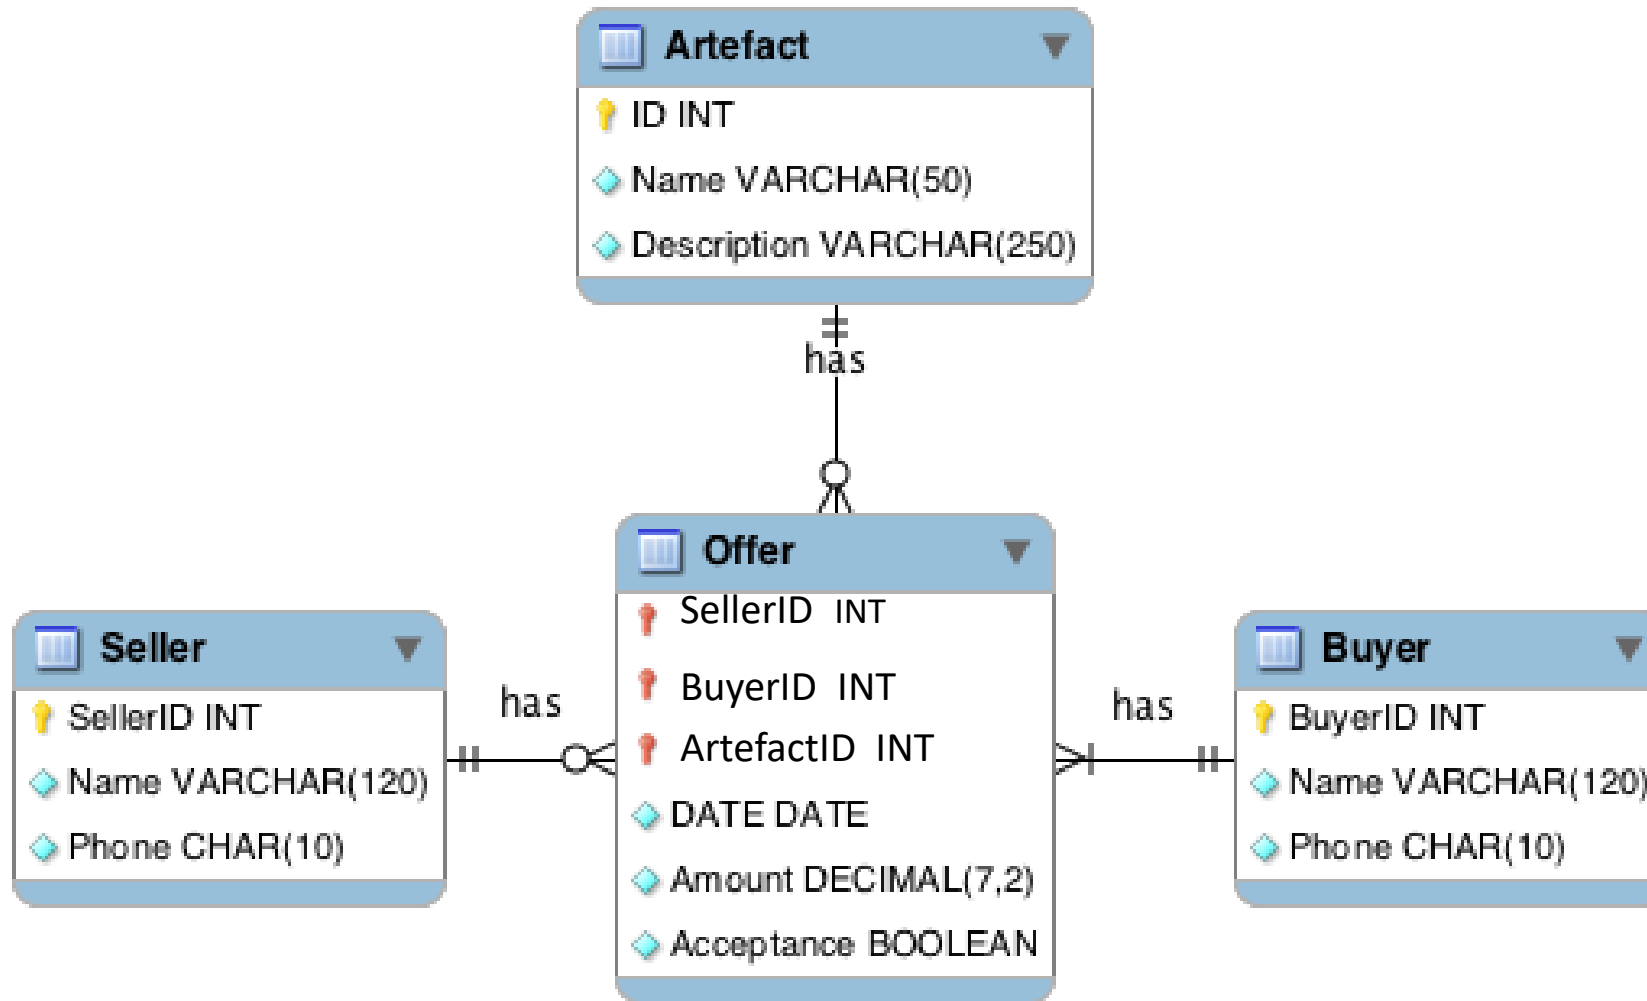 Artefact
ID INT
Name VARCHAR(50)
Description VARCHAR(250)
has
Offer
SellerID INT
BuyerID INT
ArtefactID INT
DATE DATE
Amount DECIMAL(7,2)
Acceptance BOOLEAN
Seller
SellerID INT
Name VARCHAR(120)
Phone CHAR(10)
has
has
Buyer
BuyerID INT
Name VARCHAR(120)
Phone CHAR(10)